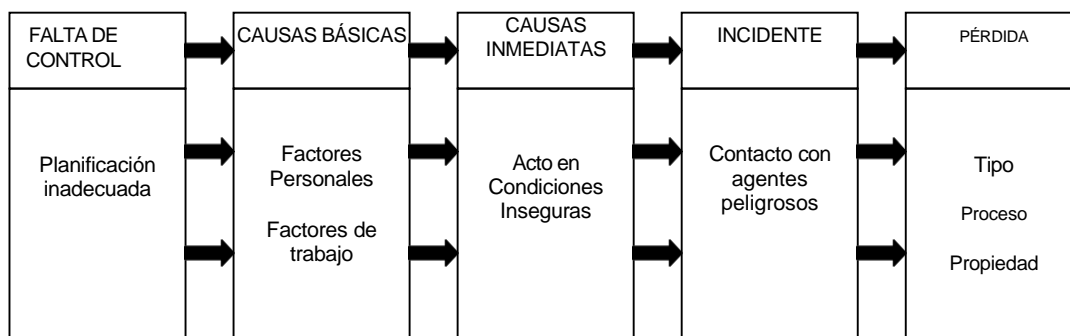 FALTA DE
CONTROL
CAUSAS BÁSICAS
CAUSAS
INMEDIATAS
INCIDENTE
PÉRDIDA
Planificación
inadecuada
Factores
Personales
Factores de
trabajo
Acto en
Condiciones
Inseguras
Contacto con
agentes
peligrosos
Tipo
Proceso
Propiedad